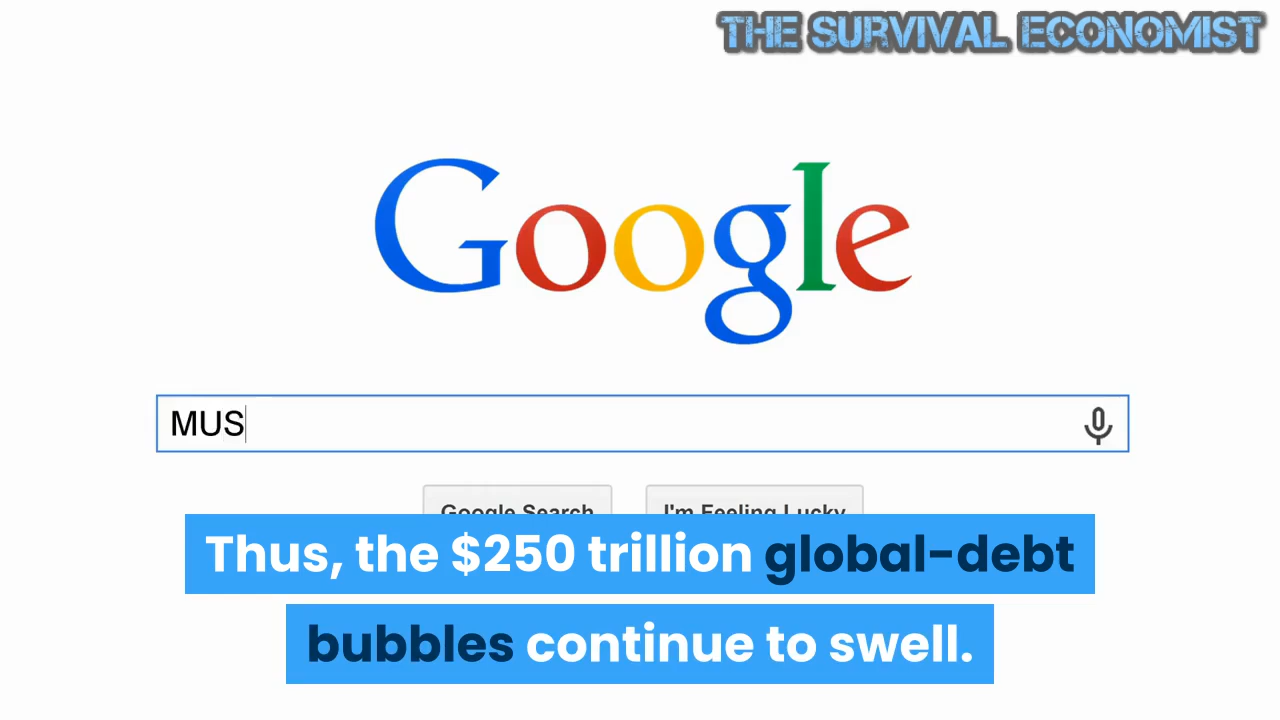 THE SURVIVAL ECONOMIST
Google
MUS
Google Search I'm Feeling Lucky
Thus, the $250 trillion global-debt
bubbles continue to swell.